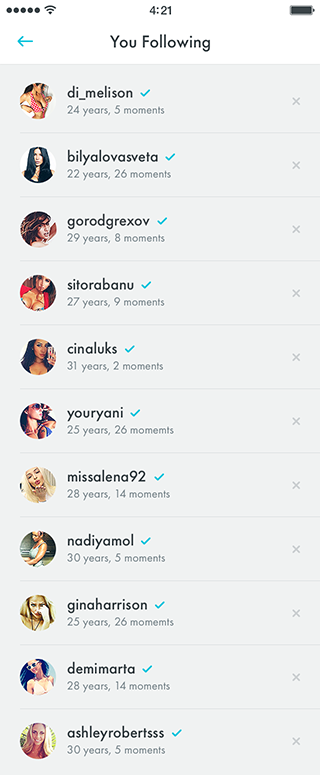 4:21
You Following
di_melison
24 years, 5 moments
bilyalovasveta
22 years, 26 moments
gorodgrexov
29 years, 8 moments
sitorabanu
27 years, 9 moments
cinaluks
31 years, 2 moments
youryani
25 years, 26 momemts
missalena92
28 years, 14 moments
nadiyamol
30 years, 5 moments
ginaharrison
25 years, 26 momemts
demimarta
28 years, 14 moments
ashleyrobertsss
30 years, 5 moments